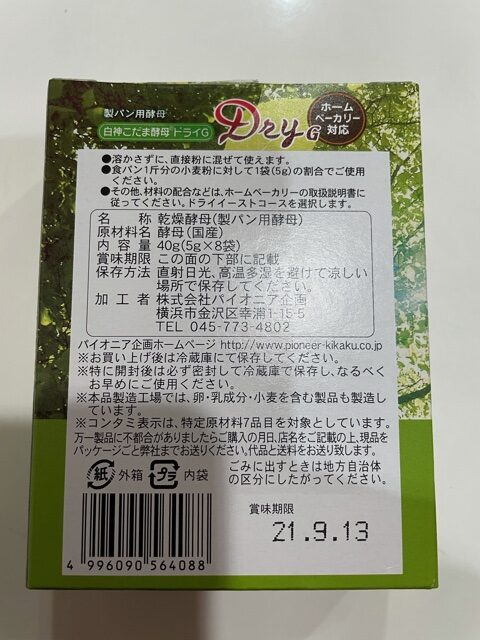 製パン用酵母
白神こだま酵母 ドライG
Dry G
ホーム
ベーカリー
対応
●溶かさずに、直接粉に混ぜて使えます。
●食パン1斤分の小麦粉に対して1袋(5g)の割合でご使用
ください。
●その他、材料の配合などは、ホームベーカリーの取扱説明書に
従ってください。ドライイーストコースを選択します。
名称 乾燥酵母(製パン用酵母)
原材料名 酵母(国産)
内容量 40g(5g×8袋)
賞味期限 この面の下部に記載
保存方法 直射日光、高温多湿を避けて涼しい
場所で保存してください。
加工者 株式会社パイオニア企画
横浜市金沢区幸浦1-15-5
TEL 045-773-4802
パイオニア企画ホームページ http://www.pioneer-kikaku.co.jp
※お買い上げ後は冷蔵庫にて保存してください。
※特に開封後は必ず密封して冷蔵庫で保存し、なるべく
お早めにご使用ください。
※本品製造工場では、卵・乳成分・小麦を含む製品も製造し
ています。
※コンタミ表示は、特定原材料7品目を対象としています。
万一製品に不都合がありましたらご購入の月日、店名をご記載の上、現品を
パッケージごと弊社までお送りください。代品と送料をお送り致します。
紙 外箱 プラ 内袋
ごみに出すときは地方自治体
の区分にしたがってください。
賞味期限
21.9.13
4 996090 564088